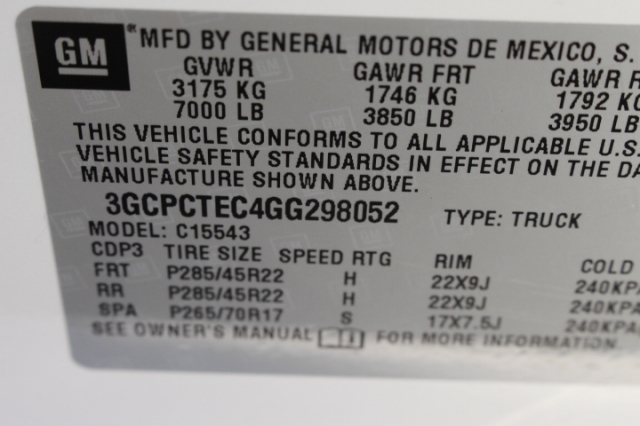 GM MFD BY GENERAL MOTORS DE MEXICO, S.
GVWR GAWR FRT GAWR R
3175 KG 1746 KG 1792 KG
7000 LB 3850 LB 3950 LB
THIS VEHICLE CONFORMS TO ALL APPLICABLE U.S.
VEHICLE SAFETY STANDARDS IN EFFECT ON THE DA
MANUFACTURE SHOWN ABOVE.
3GCPCTEC4GG298052 TYPE: TRUCK
MODEL: C15543
CDP3 TIRE SIZE SPEED RTG RIM COLD
FRT P285/45R22 H 22X9J 240KPA
RR P285/45R22 H 22X9J 240KPA
SPA P265/70R17 S 17X7.5J 240KPA
SEE OWNER'S MANUAL FOR MORE INFORMATION